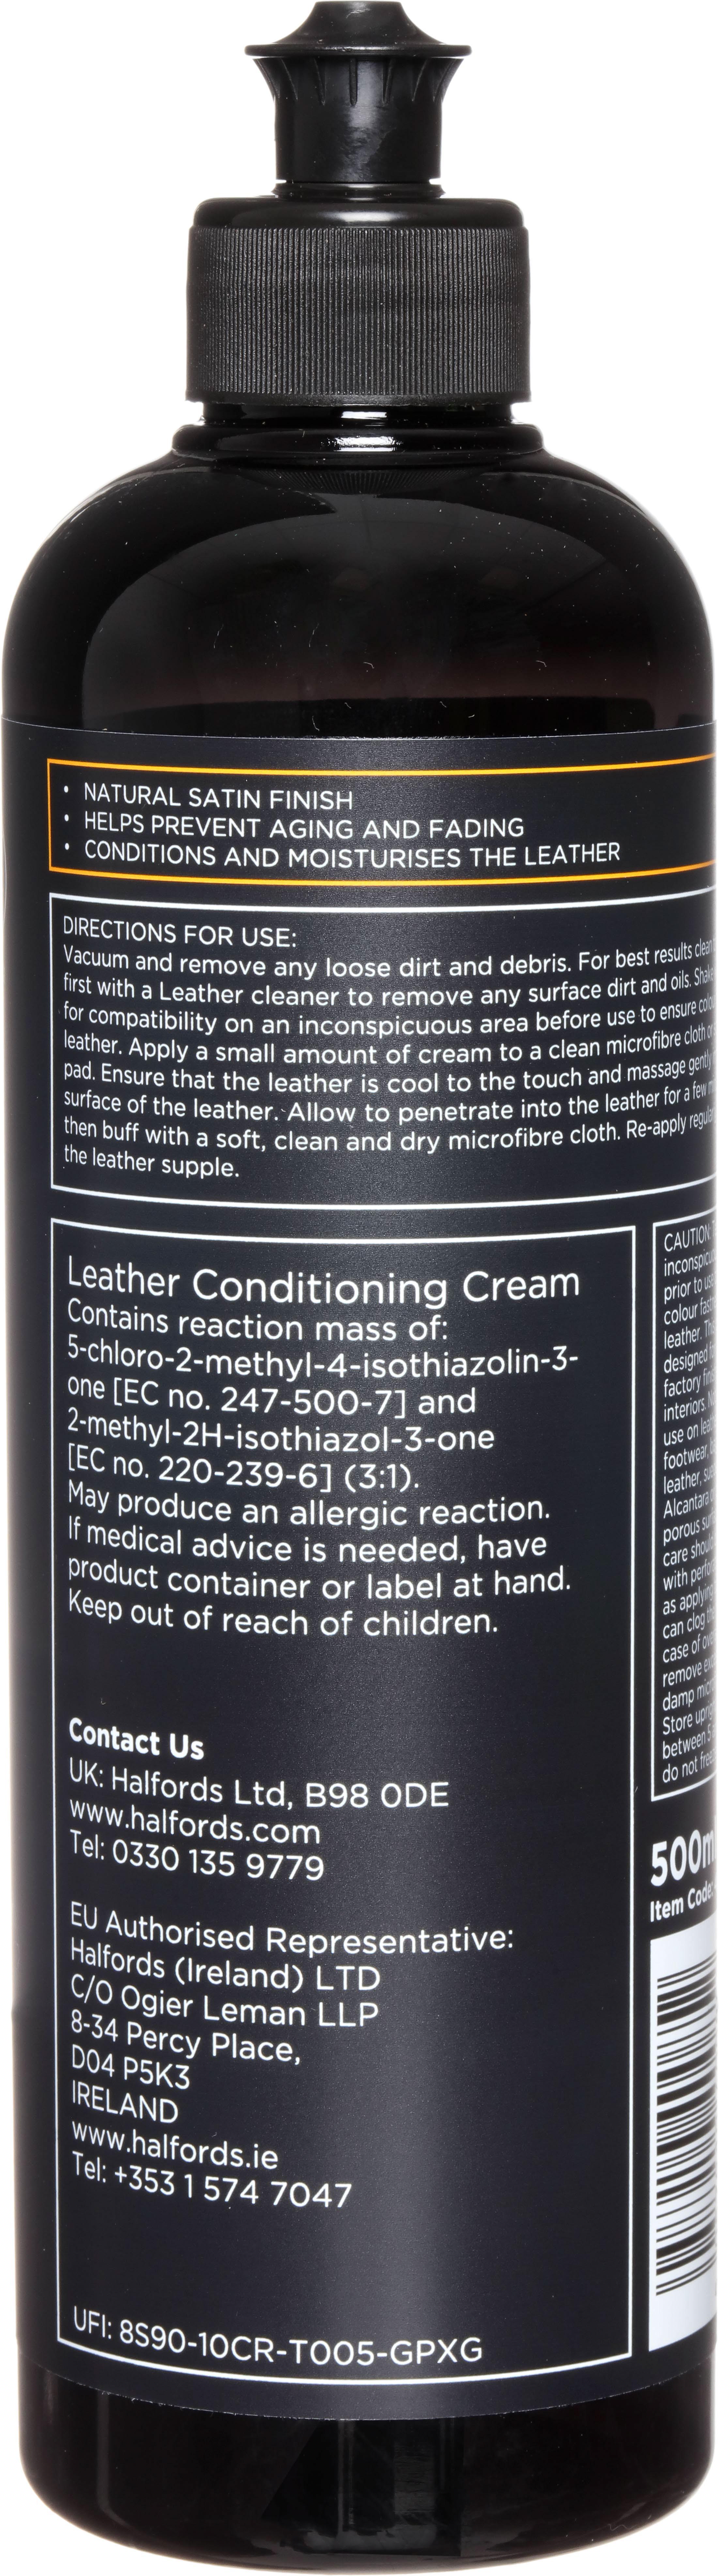 • NATURAL SATIN FINISH
• HELPS PREVENT AGING AND FADING
• CONDITIONS AND MOISTURISES THE LEATHER
DIRECTIONS FOR USE:
Vacuum and remove any loose dirt and debris. For best results clean
first with a Leather cleaner to remove any surface dirt and oils. Shake
for compatibility on an inconspicuous area before use to ensure
leather. Apply a small amount of cream to a clean microfibre cloth or
pad. Ensure that the leather is cool to the touch and massage gently
surface of the leather. Allow to penetrate into the leather for a few
then buff with a soft, clean and dry microfibre cloth. Re-apply
the leather supple.
Leather Conditioning Cream
Contains reaction mass of:
5-chloro-2-methyl-4-isothiazolin-3-
one [EC no. 247-500-7] and
2-methyl-2H-isothiazol-3-one
[EC no. 220-239-6] (3:1).
May produce an allergic reaction.
If medical advice is needed, have
product container or label at hand.
Keep out of reach of children.
Contact Us
UK: Halfords Ltd, B98 0DE
www.halfords.com
Tel: 0330 135 9779
EU Authorised Representative:
Halfords (Ireland) LTD
C/O Ogier Leman LLP
8-34 Percy Place,
D04 P5K3
IRELAND
www.halfords.ie
Tel: +353 1 574 7047
UFI: 8S90-10CR-T005-GPXG
CAUTION:
prior to
colour
leather.
designed
factory
interiors.
use on
footwear,
leather,
Alcantara
porous
care
with
as applying
can clog
case of
remove
damp
Store
between 5
do not
500m
Item Code: